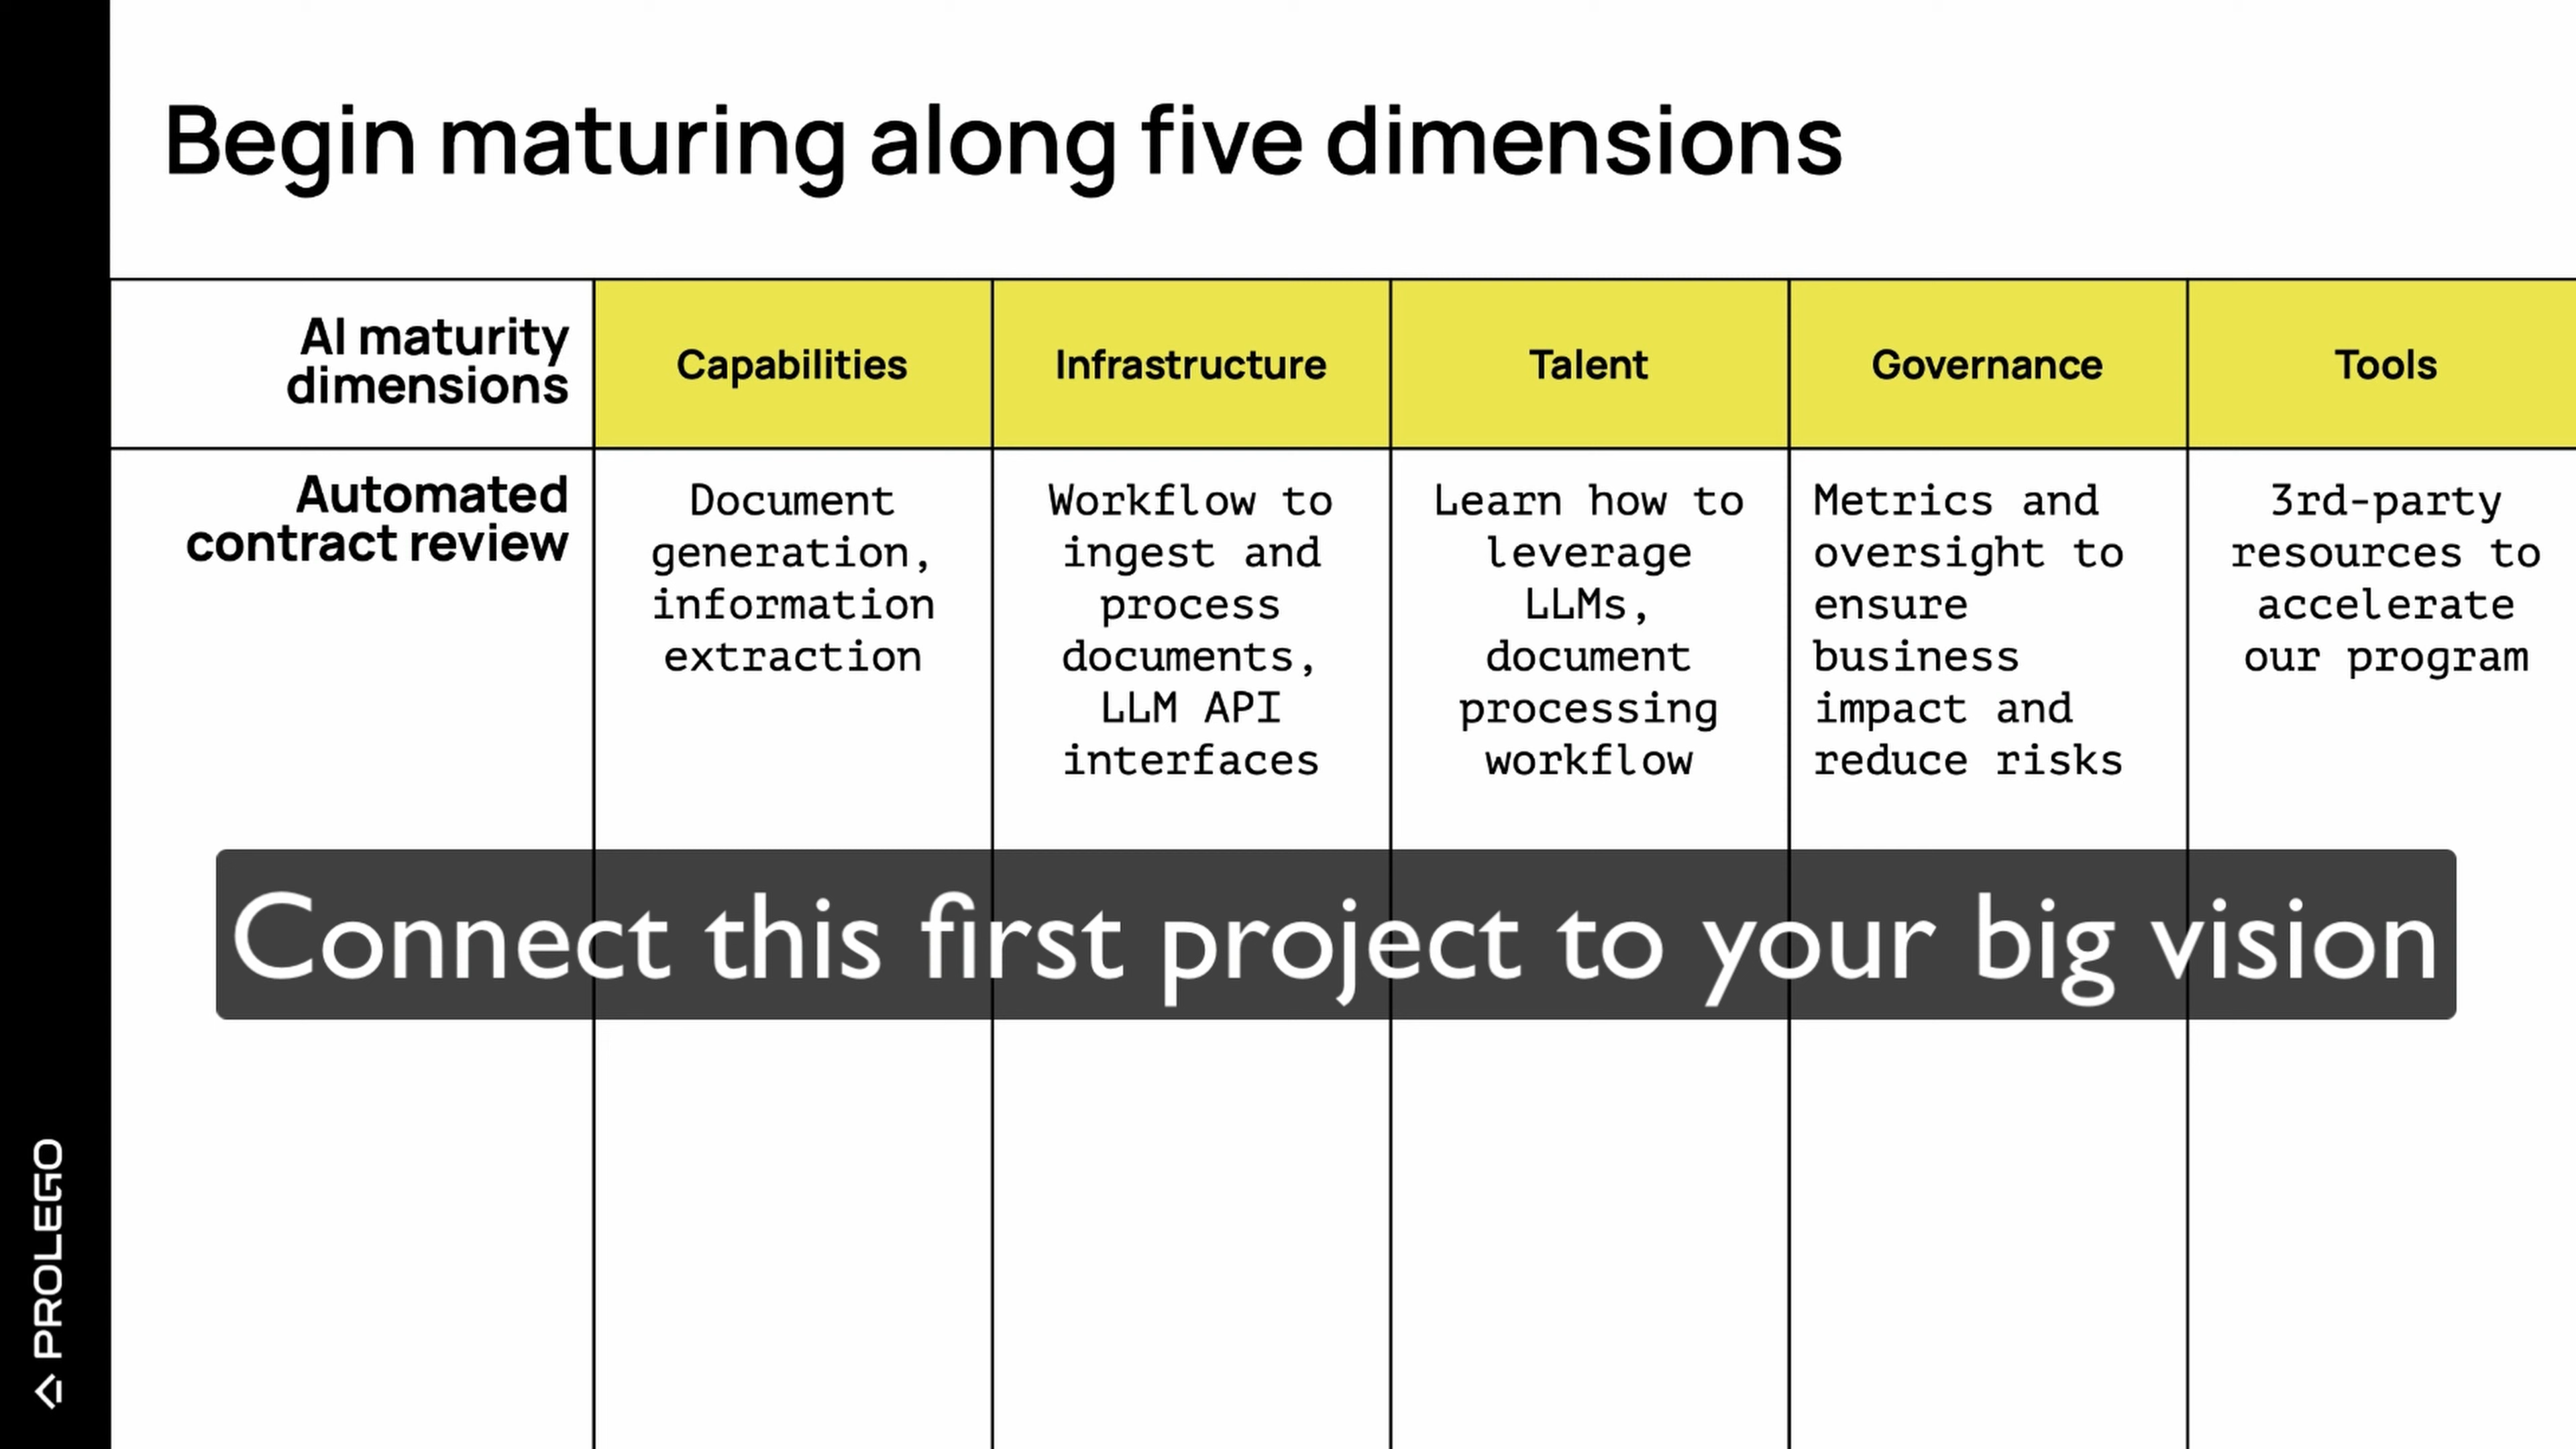 Begin maturing along five dimensions
AI maturity
dimensions
Capabilities
Infrastructure
Talent
Governance
Tools
Automated
contract review
Document
generation,
information
extraction
Workflow to
ingest and
process
documents,
LLM API
interfaces
Learn how to
leverage
LLMs,
document
processing
workflow
Metrics and
oversight to
ensure
business
impact and
reduce risks
3rd-party
resources to
accelerate
our program
Connect this first project to your big vision
PROLEGO